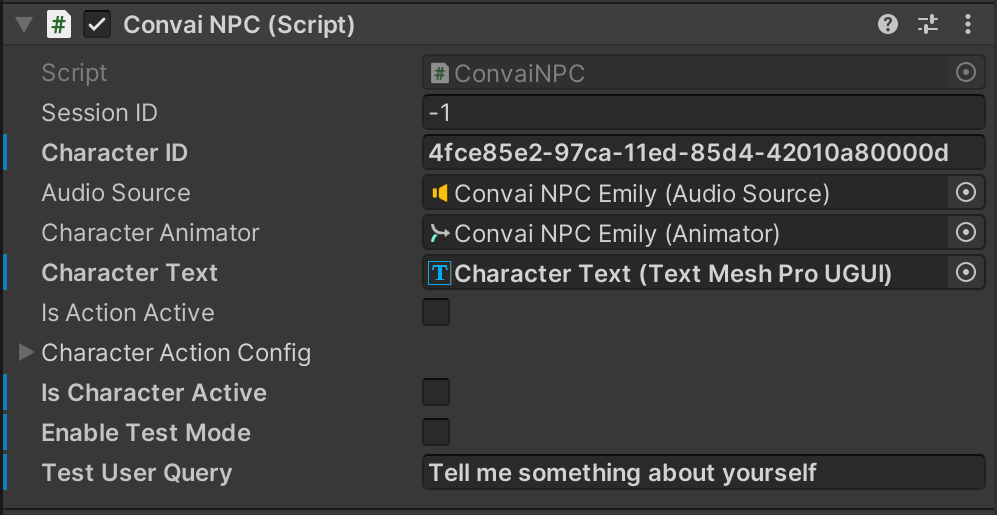 Convai NPC (Script)
Script ConvaiNPC
Session ID -1
Character ID 4fce85e2-97ca-11ed-85d4-42010a80000d
Audio Source Convai NPC Emily (Audio Source)
Character Animator Convai NPC Emily (Animator)
Character Text Character Text (Text Mesh Pro UGUI)
Is Action Active
Character Action Config
Is Character Active
Enable Test Mode
Test User Query Tell me something about yourself